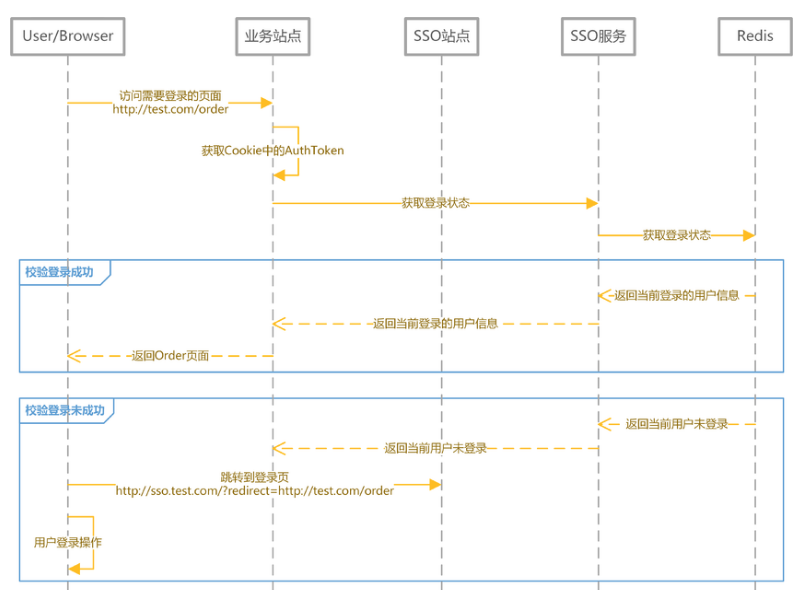 User/Browser
业务站点
SSO站点
SSO服务
Redis
访问需要登录的页面
http://test.com/order
获取Cookie中的AuthToken
获取登录状态
获取登录状态
校验登录成功
返回当前登录的用户信息
返回当前登录的用户信息
返回Order页面
校验登录未成功
返回当前用户未登录
返回当前用户未登录
跳转到登录页
http://sso.test.com/?redirect=http://test.com/order
用户登录操作